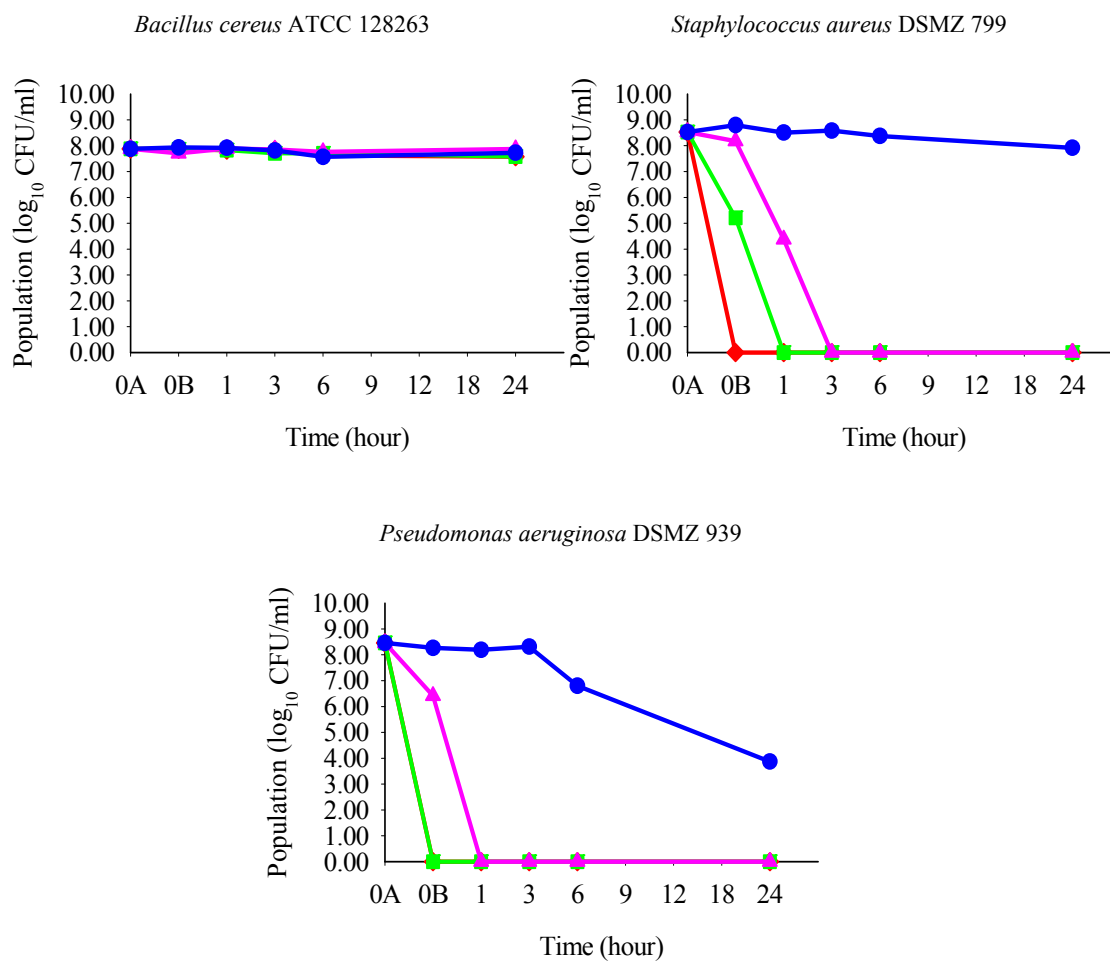 Bacillus cereus ATCC 128263
Population (log10 CFU/ml)
10.00
9.00
8.00
7.00
6.00
5.00
4.00
3.00
2.00
1.00
0.00
0A 0B 1 3 6 9 12 18 24
Time (hour)
Staphylococcus aureus DSMZ 799
Population (log10 CFU/ml)
10.00
9.00
8.00
7.00
6.00
5.00
4.00
3.00
2.00
1.00
0.00
0A 0B 1 3 6 9 12 18 24
Time (hour)
Pseudomonas aeruginosa DSMZ 939
Population (log10 CFU/ml)
10.00
9.00
8.00
7.00
6.00
5.00
4.00
3.00
2.00
1.00
0.00
0A 0B 1 3 6 9 12 18 24
Time (hour)